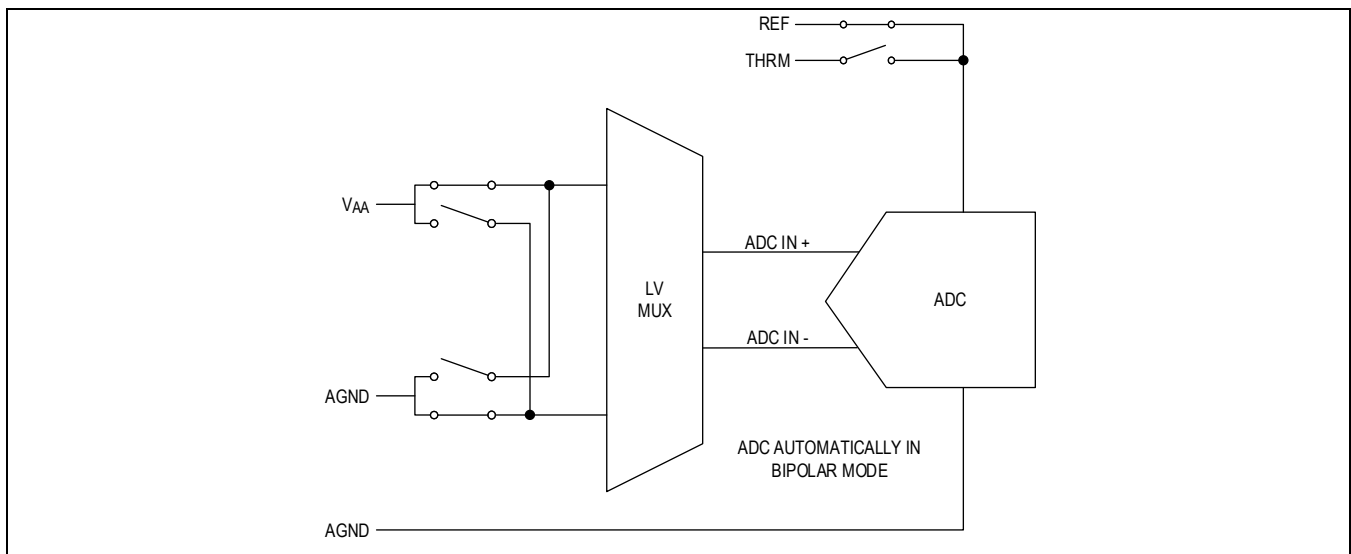 REF
THRM
VAA
ADC IN +
LV
MUX
ADC
ADC IN -
AGND
ADC AUTOMATICALLY IN
BIPOLAR MODE
AGND